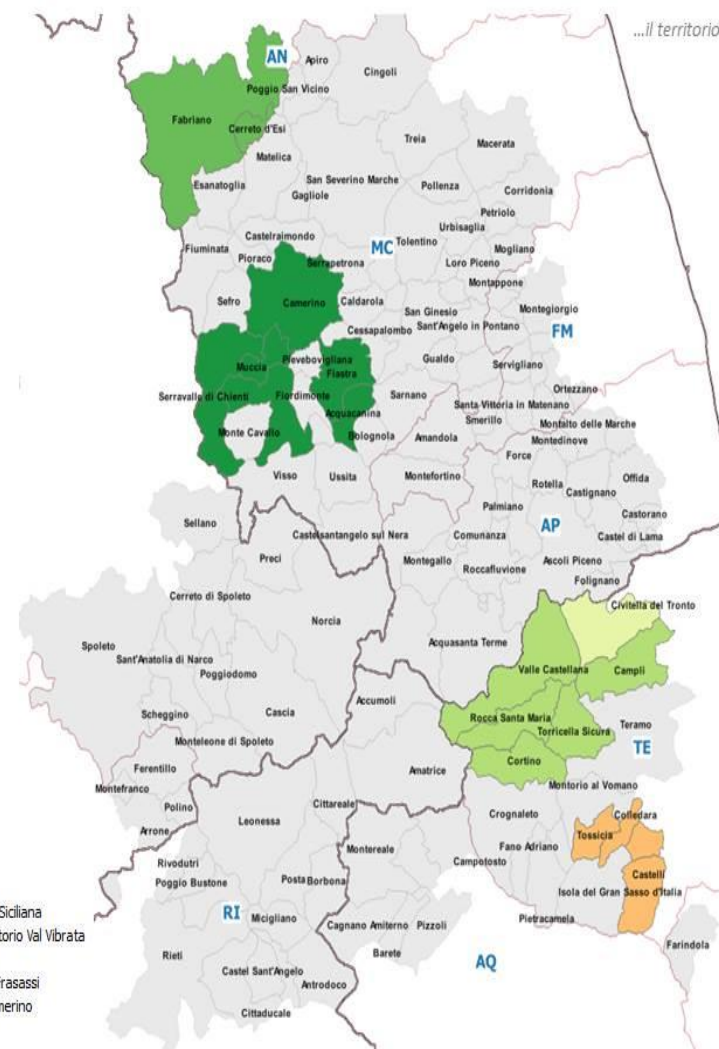 ...il territorio
AN
Apiro
Cingoli
Poggio San Vicino
Fabriano
Cerreto d'Esi
Treia
Macerata
Matelica
San Severino Marche
Esanatoglia
Gagliole
Pollenza
Corridonia
Petriolo
Urbisaglia
Castelraimondo
MC
Tolentino
Fiuminata
Pioraco
Serrapetrona
Loro Piceno
Mogliano
Montappone
Sefro
Camerino
Caldarola
San Ginesio
Montegiorgio
Cessapalombo
Sant'Angelo in Pontano
FM
Muccia
Pievebovigliana
Fiastra
Gualdo
Servigliano
Serravalle di Chienti
Fiordimonte
Sarnano
Ortezzano
Acquacanina
Santa Vittoria in Matenano
Smerillo
Montalto delle Marche
Monte Cavallo
Bolognola
Amandola
Montedinove
Force
Visso
Ussita
Montefortino
Rotella
Offida
Castignano
Palmiano
Castorano
Sellano
AP
Castelsantangelo sul Nera
Comunanza
Castel di Lama
Preci
Montegallo
Ascoli Piceno
Roccafluvione
Folignano
Cerreto di Spoleto
Civitella del Tronto
Norcia
Spoleto
Acquasanta Terme
Sant'Anatolia di Narco
Valle Castellana
Campli
Poggiodomo
Accumoli
Scheggino
Cascia
Rocca Santa Maria
Teramo
Torricella Sicura
Monteleone di Spoleto
TE
Cortino
Ferentillo
Amatrice
Montefranco
Montorio al Vomano
Polino
Cittareale
Crognaleto
Colledara
Leonessa
Arrone
Tossicia
Montereale
Fano Adriano
Rivodutri
Campotosto
Castelli
Poggio Bustone
Posta
Borbona
Isola del Gran Sasso d'Italia
RI
Micigliano
Cagnano Amiterno
Pizzoli
Pietracamela
Siciliana
torio Val Vibrata
Farindola
Rieti
Barete
AQ
Castel Sant'Angelo
rasassi
Antrodoco
merino
Cittaducale